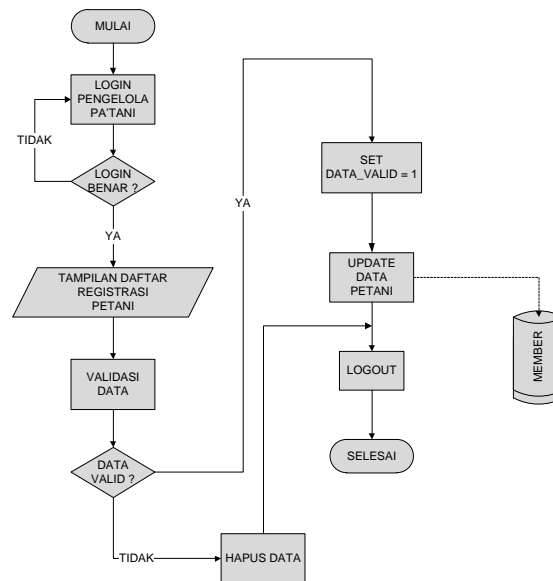 MULAI
LOGIN
PENGELOLA
PA'TANI
TIDAK
LOGIN
BENAR ?
YA
TAMPILAN DAFTAR
REGISTRASI
PETANI
VALIDASI
DATA
DATA
VALID ?
TIDAK
HAPUS DATA
YA
SET
DATA_VALID = 1
UPDATE
DATA
PETANI
MEMBER
LOGOUT
SELESAI